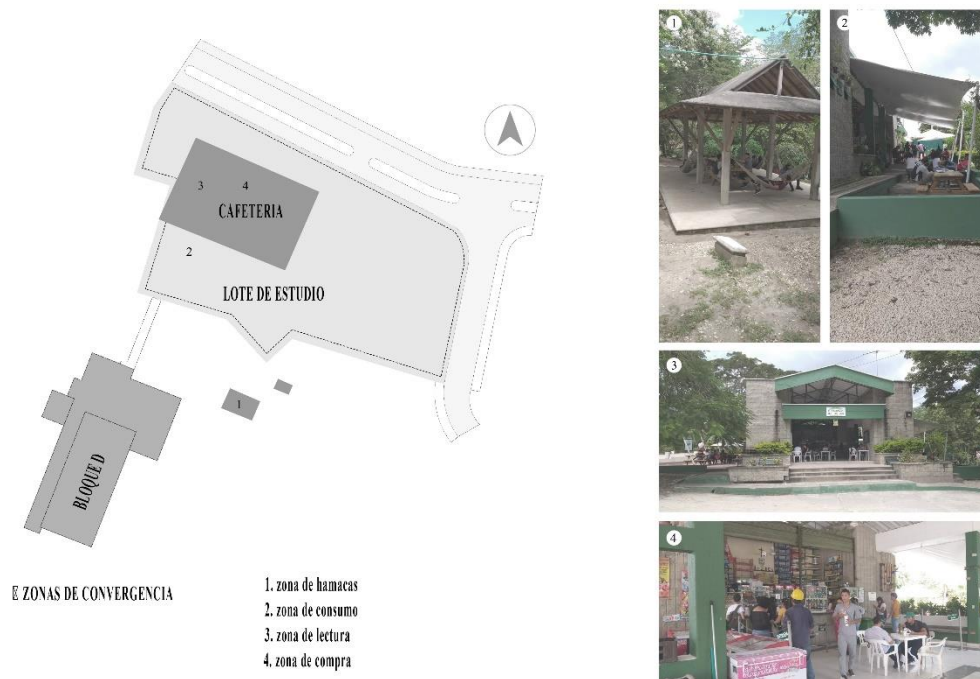 3
4
CAFETERIA
2
LOTE DE ESTUDIO
1
BLOQUE D
ZONAS DE CONVERGENCIA
1. zona de hamacas
2. zona de consumo
3. zona de lectura
4. zona de compra
1
2
3
4